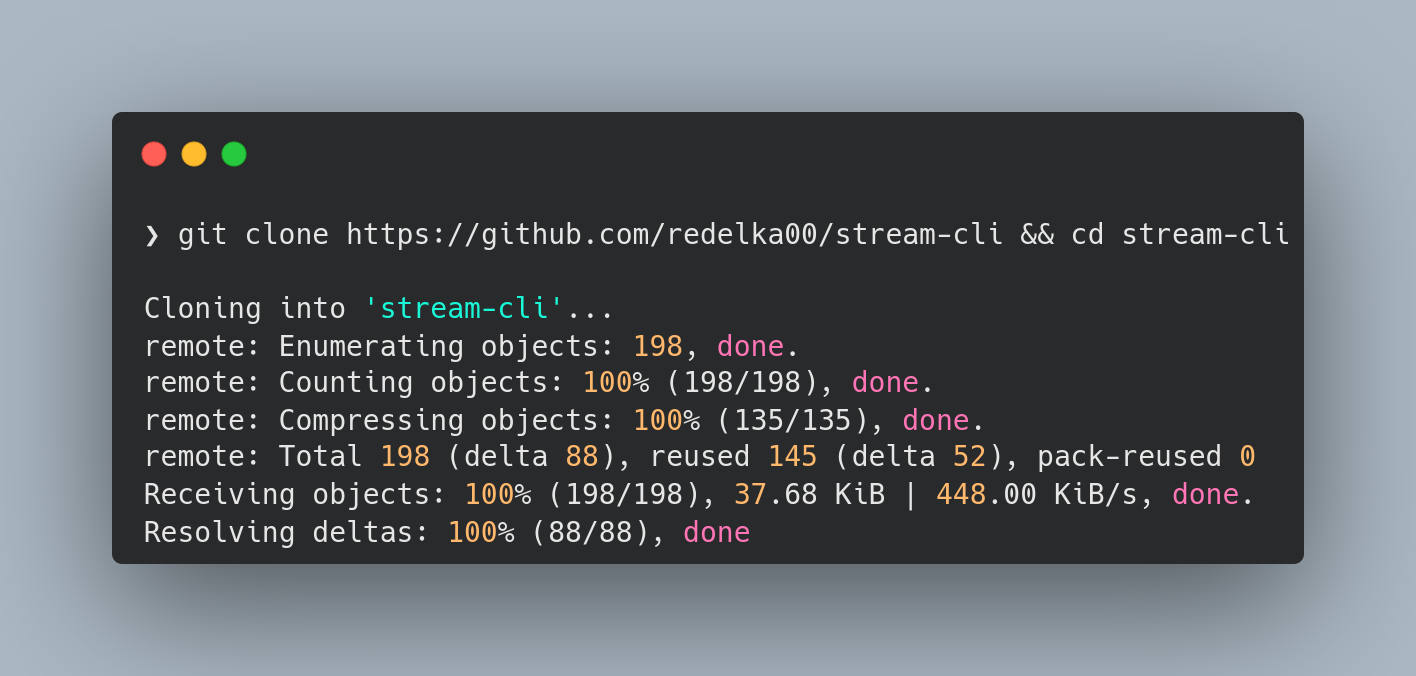 ❯ git clone https://github.com/redelka00/stream-cli && cd stream-cli
Cloning into 'stream-cli'...
remote: Enumerating objects: 198, done.
remote: Counting objects: 100% (198/198), done.
remote: Compressing objects: 100% (135/135), done.
remote: Total 198 (delta 88), reused 145 (delta 52), pack-reused 0
Receiving objects: 100% (198/198), 37.68 KiB | 448.00 KiB/s, done.
Resolving deltas: 100% (88/88), done